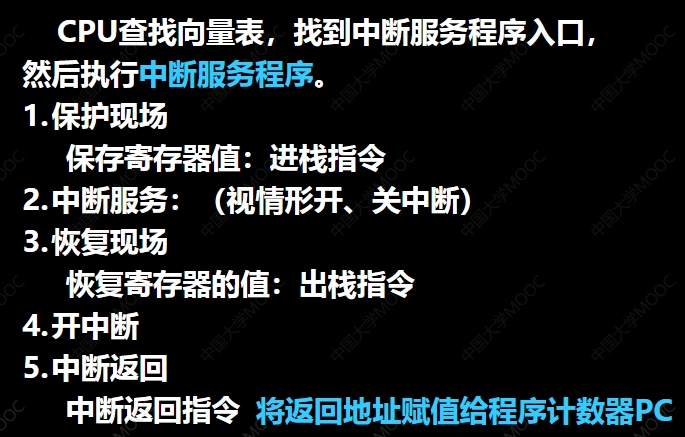 CPU查找向量表，找到中断服务程序入口，
然后执行中断服务程序。
1.保护现场
保存寄存器值：进栈指令
2.中断服务：（视情形开、关中断）
3.恢复现场
恢复寄存器的值：出栈指令
4.开中断
5.中断返回
中断返回指令 将返回地址赋值给程序计数器PC
中国大学MOOC